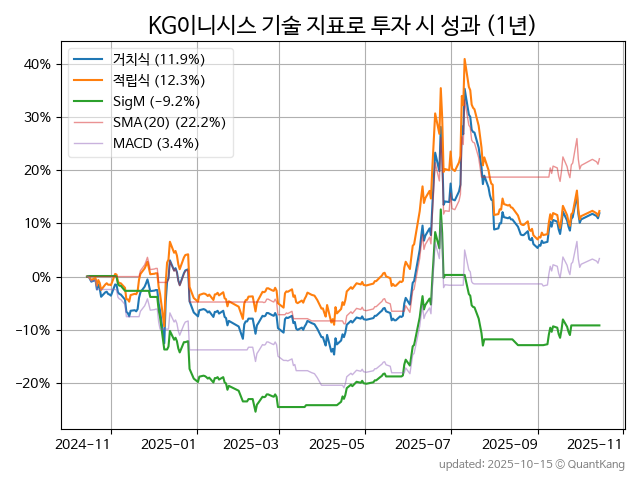 KG이니시스 기술 지표로 투자 시 성과 (1년)
거치식 (11.9%)
적립식 (12.3%)
SigM (-9.2%)
SMA(20) (22.2%)
MACD (3.4%)
40%
30%
20%
10%
0%
-10%
-20%
2024-11 2025-01 2025-03 2025-05 2025-07 2025-09 2025-11
updated: 2025-10-15 © QuantKang